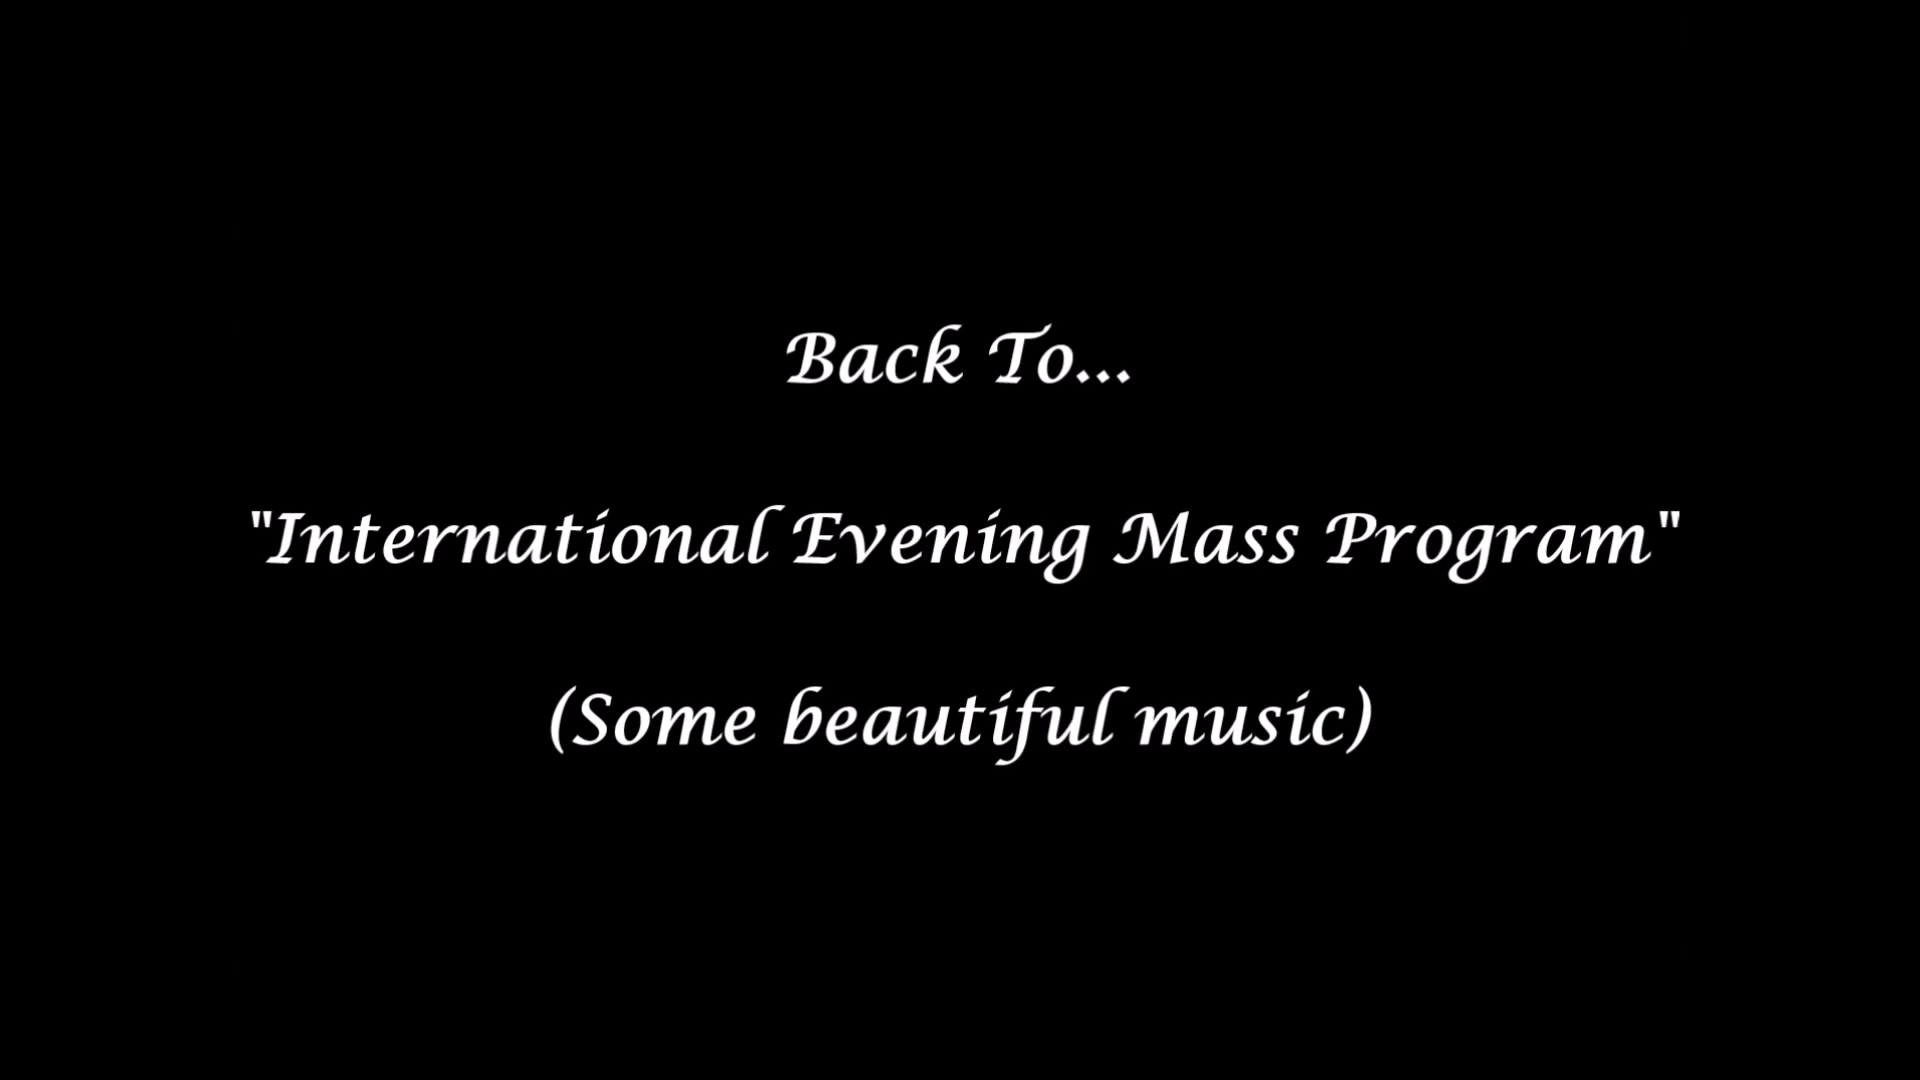 Back To...
"International Evening Mass Program"
(Some beautiful music)